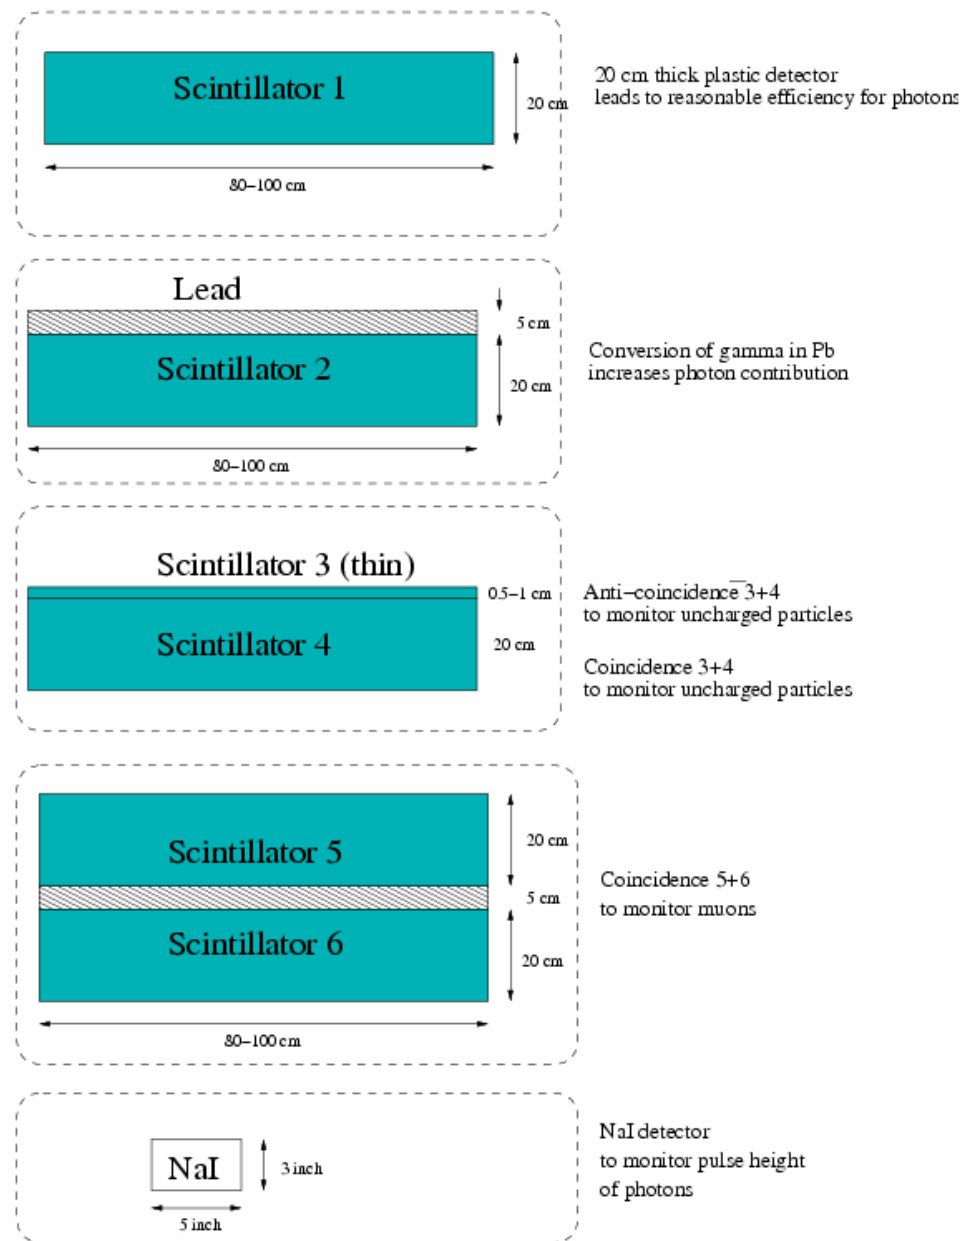 Scintillator 1
20 cm
80–100 cm
20 cm thick plastic detector
leads to reasonable efficiency for photons
Lead
5 cm
Scintillator 2
20 cm
80–100 cm
Conversion of gamma in Pb
increases photon contribution
Scintillator 3 (thin)
0.5–1 cm
Scintillator 4
20 cm
Anti–coincidence 3̅+4
to monitor uncharged particles
Coincidence 3+4
to monitor uncharged particles
Scintillator 5
20 cm
5 cm
Scintillator 6
20 cm
80–100 cm
Coincidence 5+6
to monitor muons
NaI
3 inch
5 inch
NaI detector
to monitor pulse height
of photons